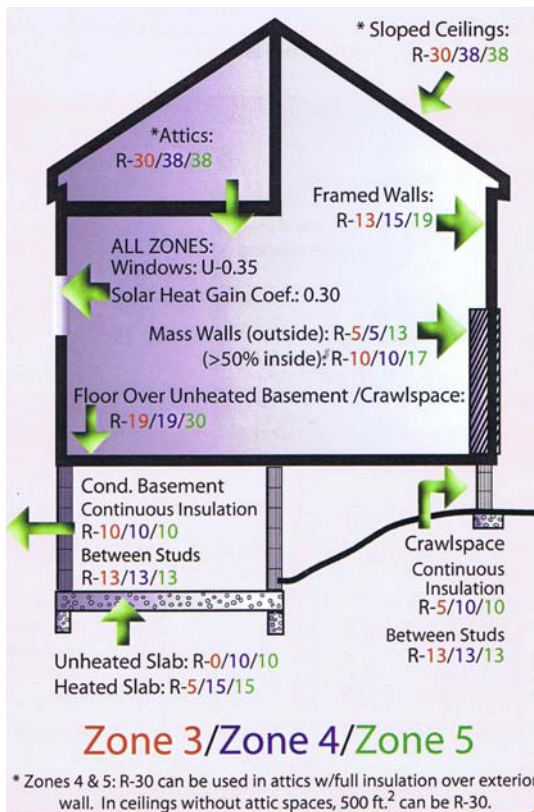 * Sloped Ceilings:
R-30/38/38
*Attics:
R-30/38/38
Framed Walls:
R-13/15/19
ALL ZONES:
Windows: U-0.35
Solar Heat Gain Coef.: 0.30
Mass Walls (outside): R-5/5/13
(>50% inside): R-10/10/17
Floor Over Unheated Basement /Crawlspace:
R-19/19/30
Cond. Basement
Continuous Insulation
R-10/10/10
Between Studs
R-13/13/13
Crawlspace
Continuous
Insulation
R-5/10/10
Between Studs
R-13/13/13
Unheated Slab: R-0/10/10
Heated Slab: R-5/15/15
Zone 3/Zone 4/Zone 5
* Zones 4 & 5: R-30 can be used in attics w/full insulation over exterior
wall. In ceilings without attic spaces, 500 ft.² can be R-30.